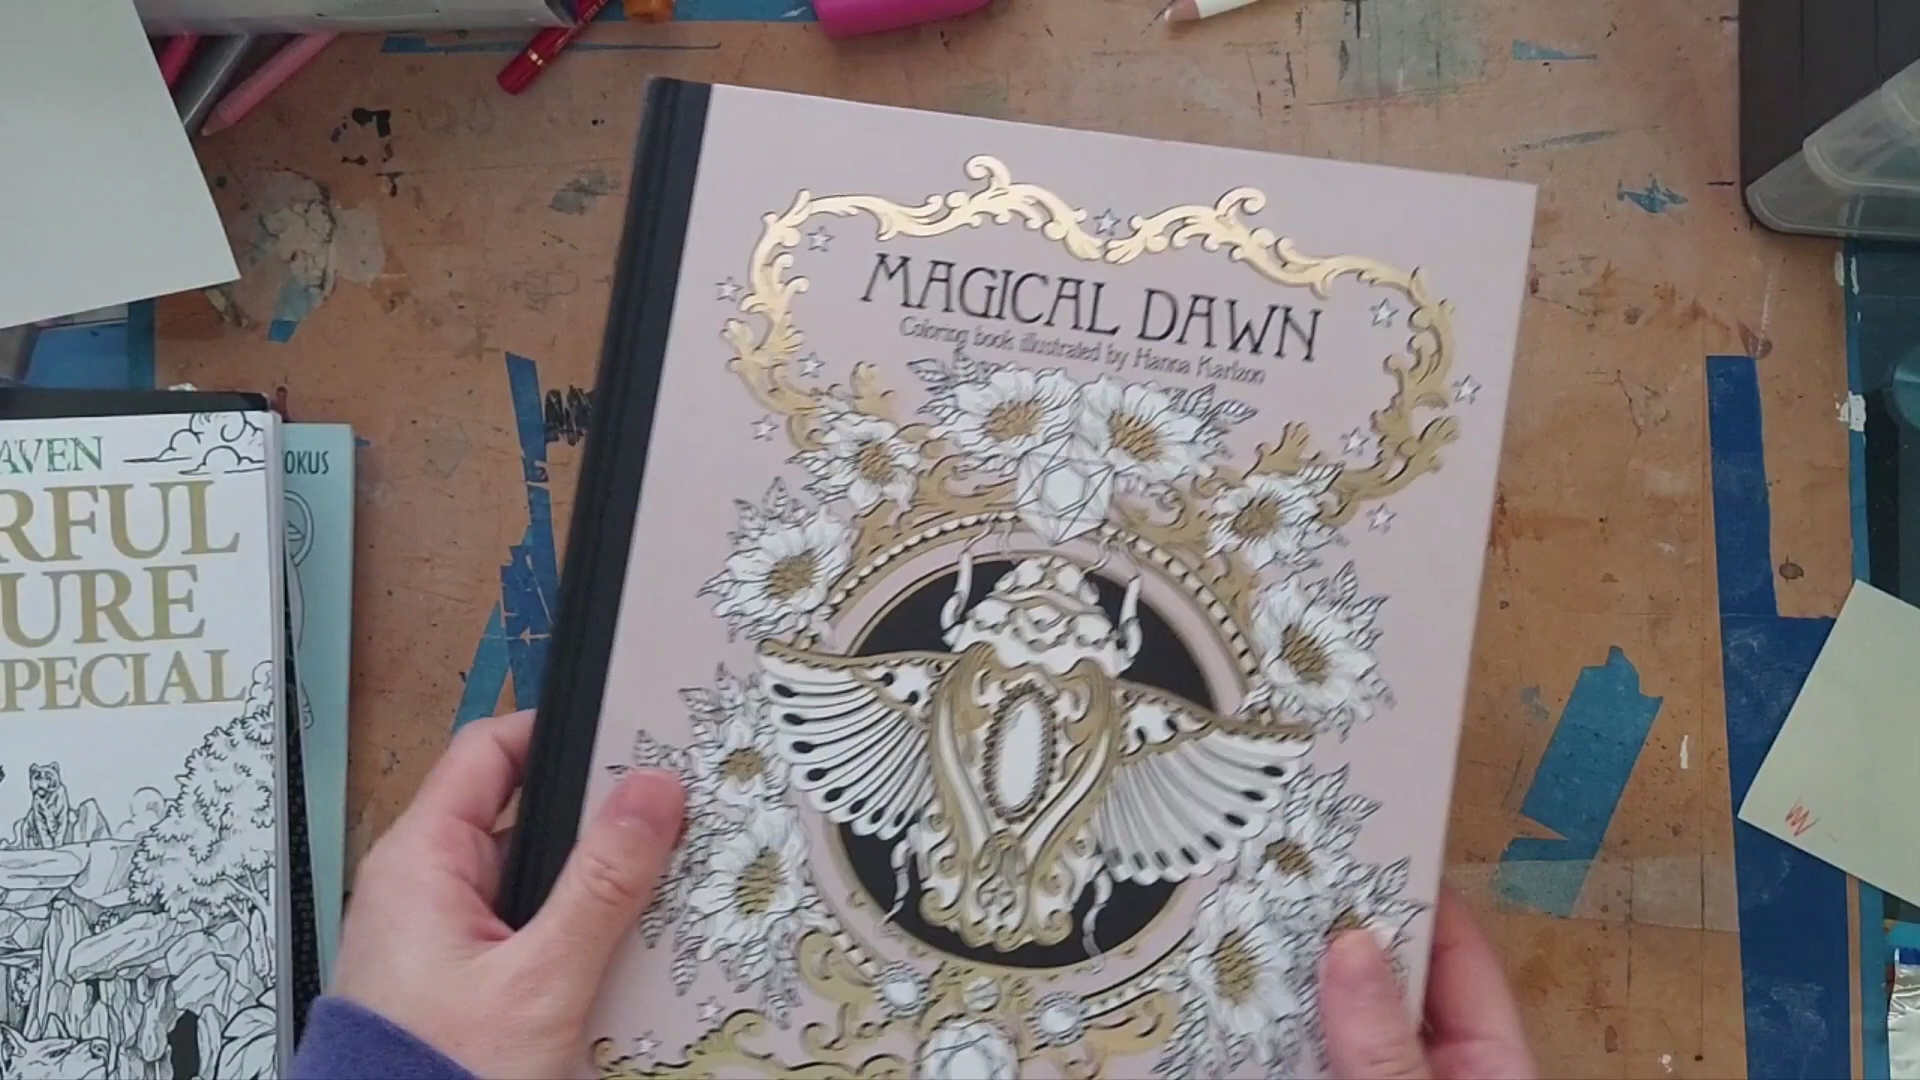 MAGICAL DAWN
Coloring book illustrated by Hanna Karlzon
AVEN
RFUL
URE
PECIAL
OKUS